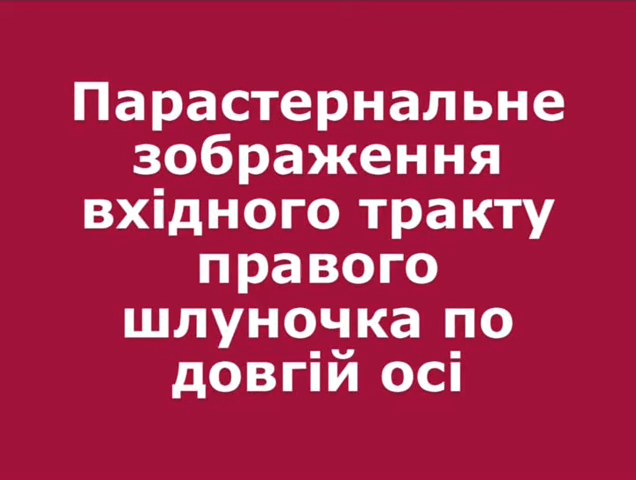 Парастернальне
зображення
вхідного тракту
правого
шлуночка по
довгій осі